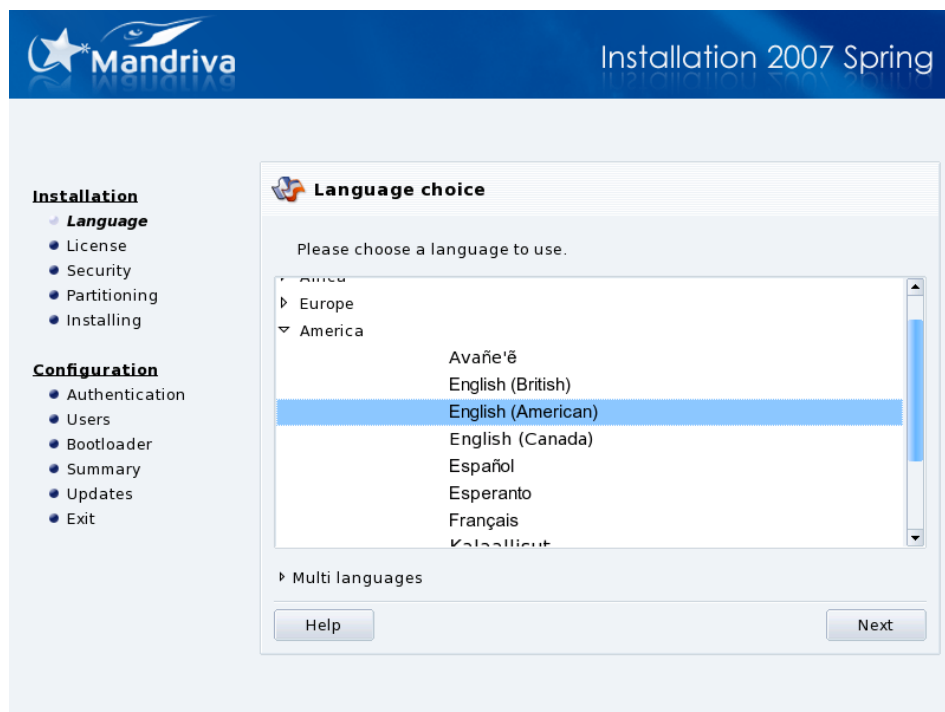 Mandriva
Installation 2007 Spring
Installation
Language
License
Security
Partitioning
Installing
Configuration
Authentication
Users
Bootloader
Summary
Updates
Exit
Language choice
Please choose a language to use.
Africa
Europe
America
Avañe'ẽ
English (British)
English (American)
English (Canada)
Español
Esperanto
Français
Kalaallisut
Multi languages
Help
Next